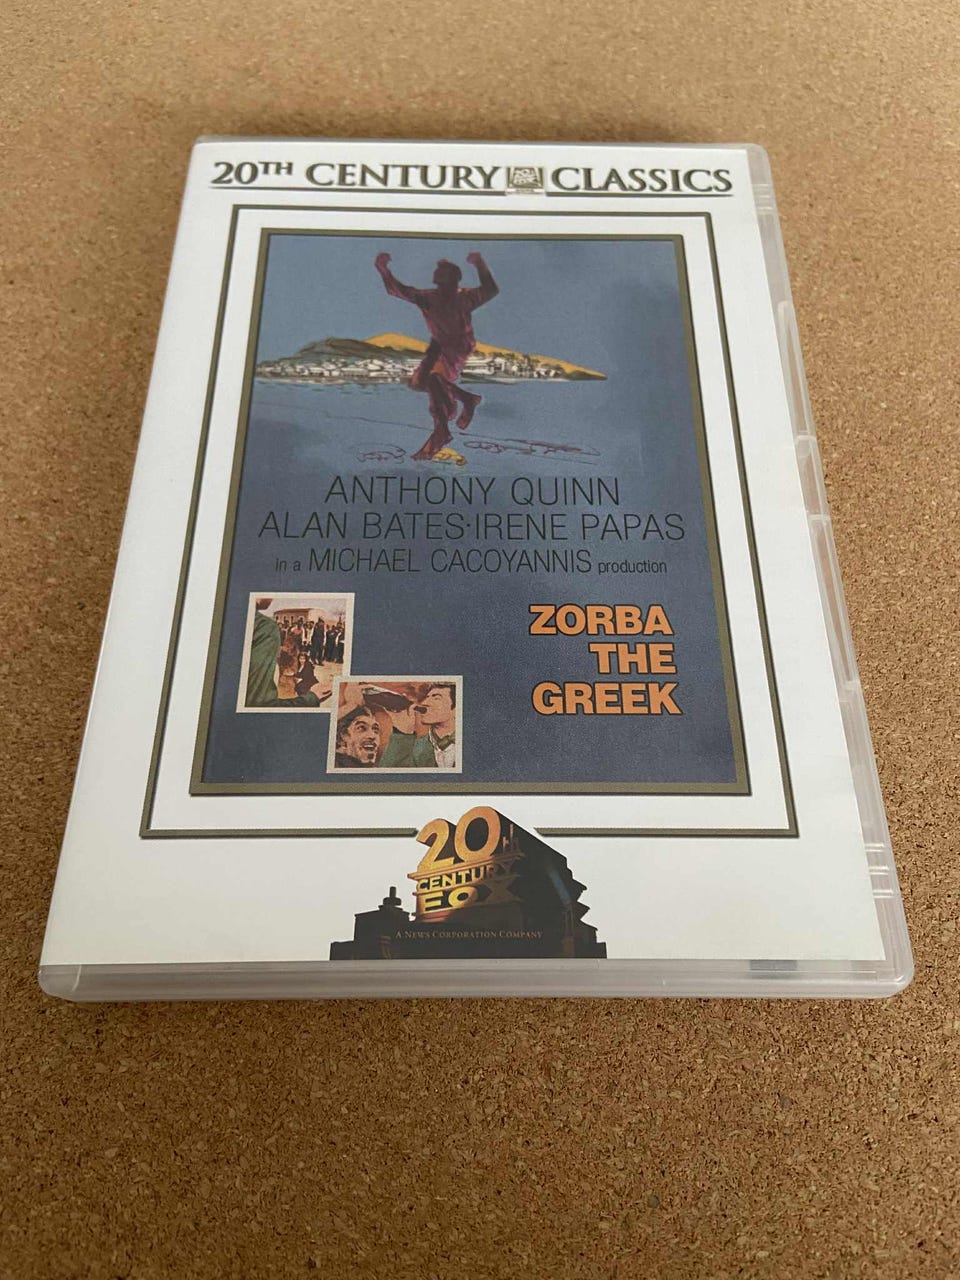 20TH CENTURY CLASSICS
ANTHONY QUINN
ALAN BATES·IRENE PAPAS
in a MICHAEL CACOYANNIS production
ZORBA
THE
GREEK
20TH
CENTURY
FOX
A NEWS CORPORATION COMPANY